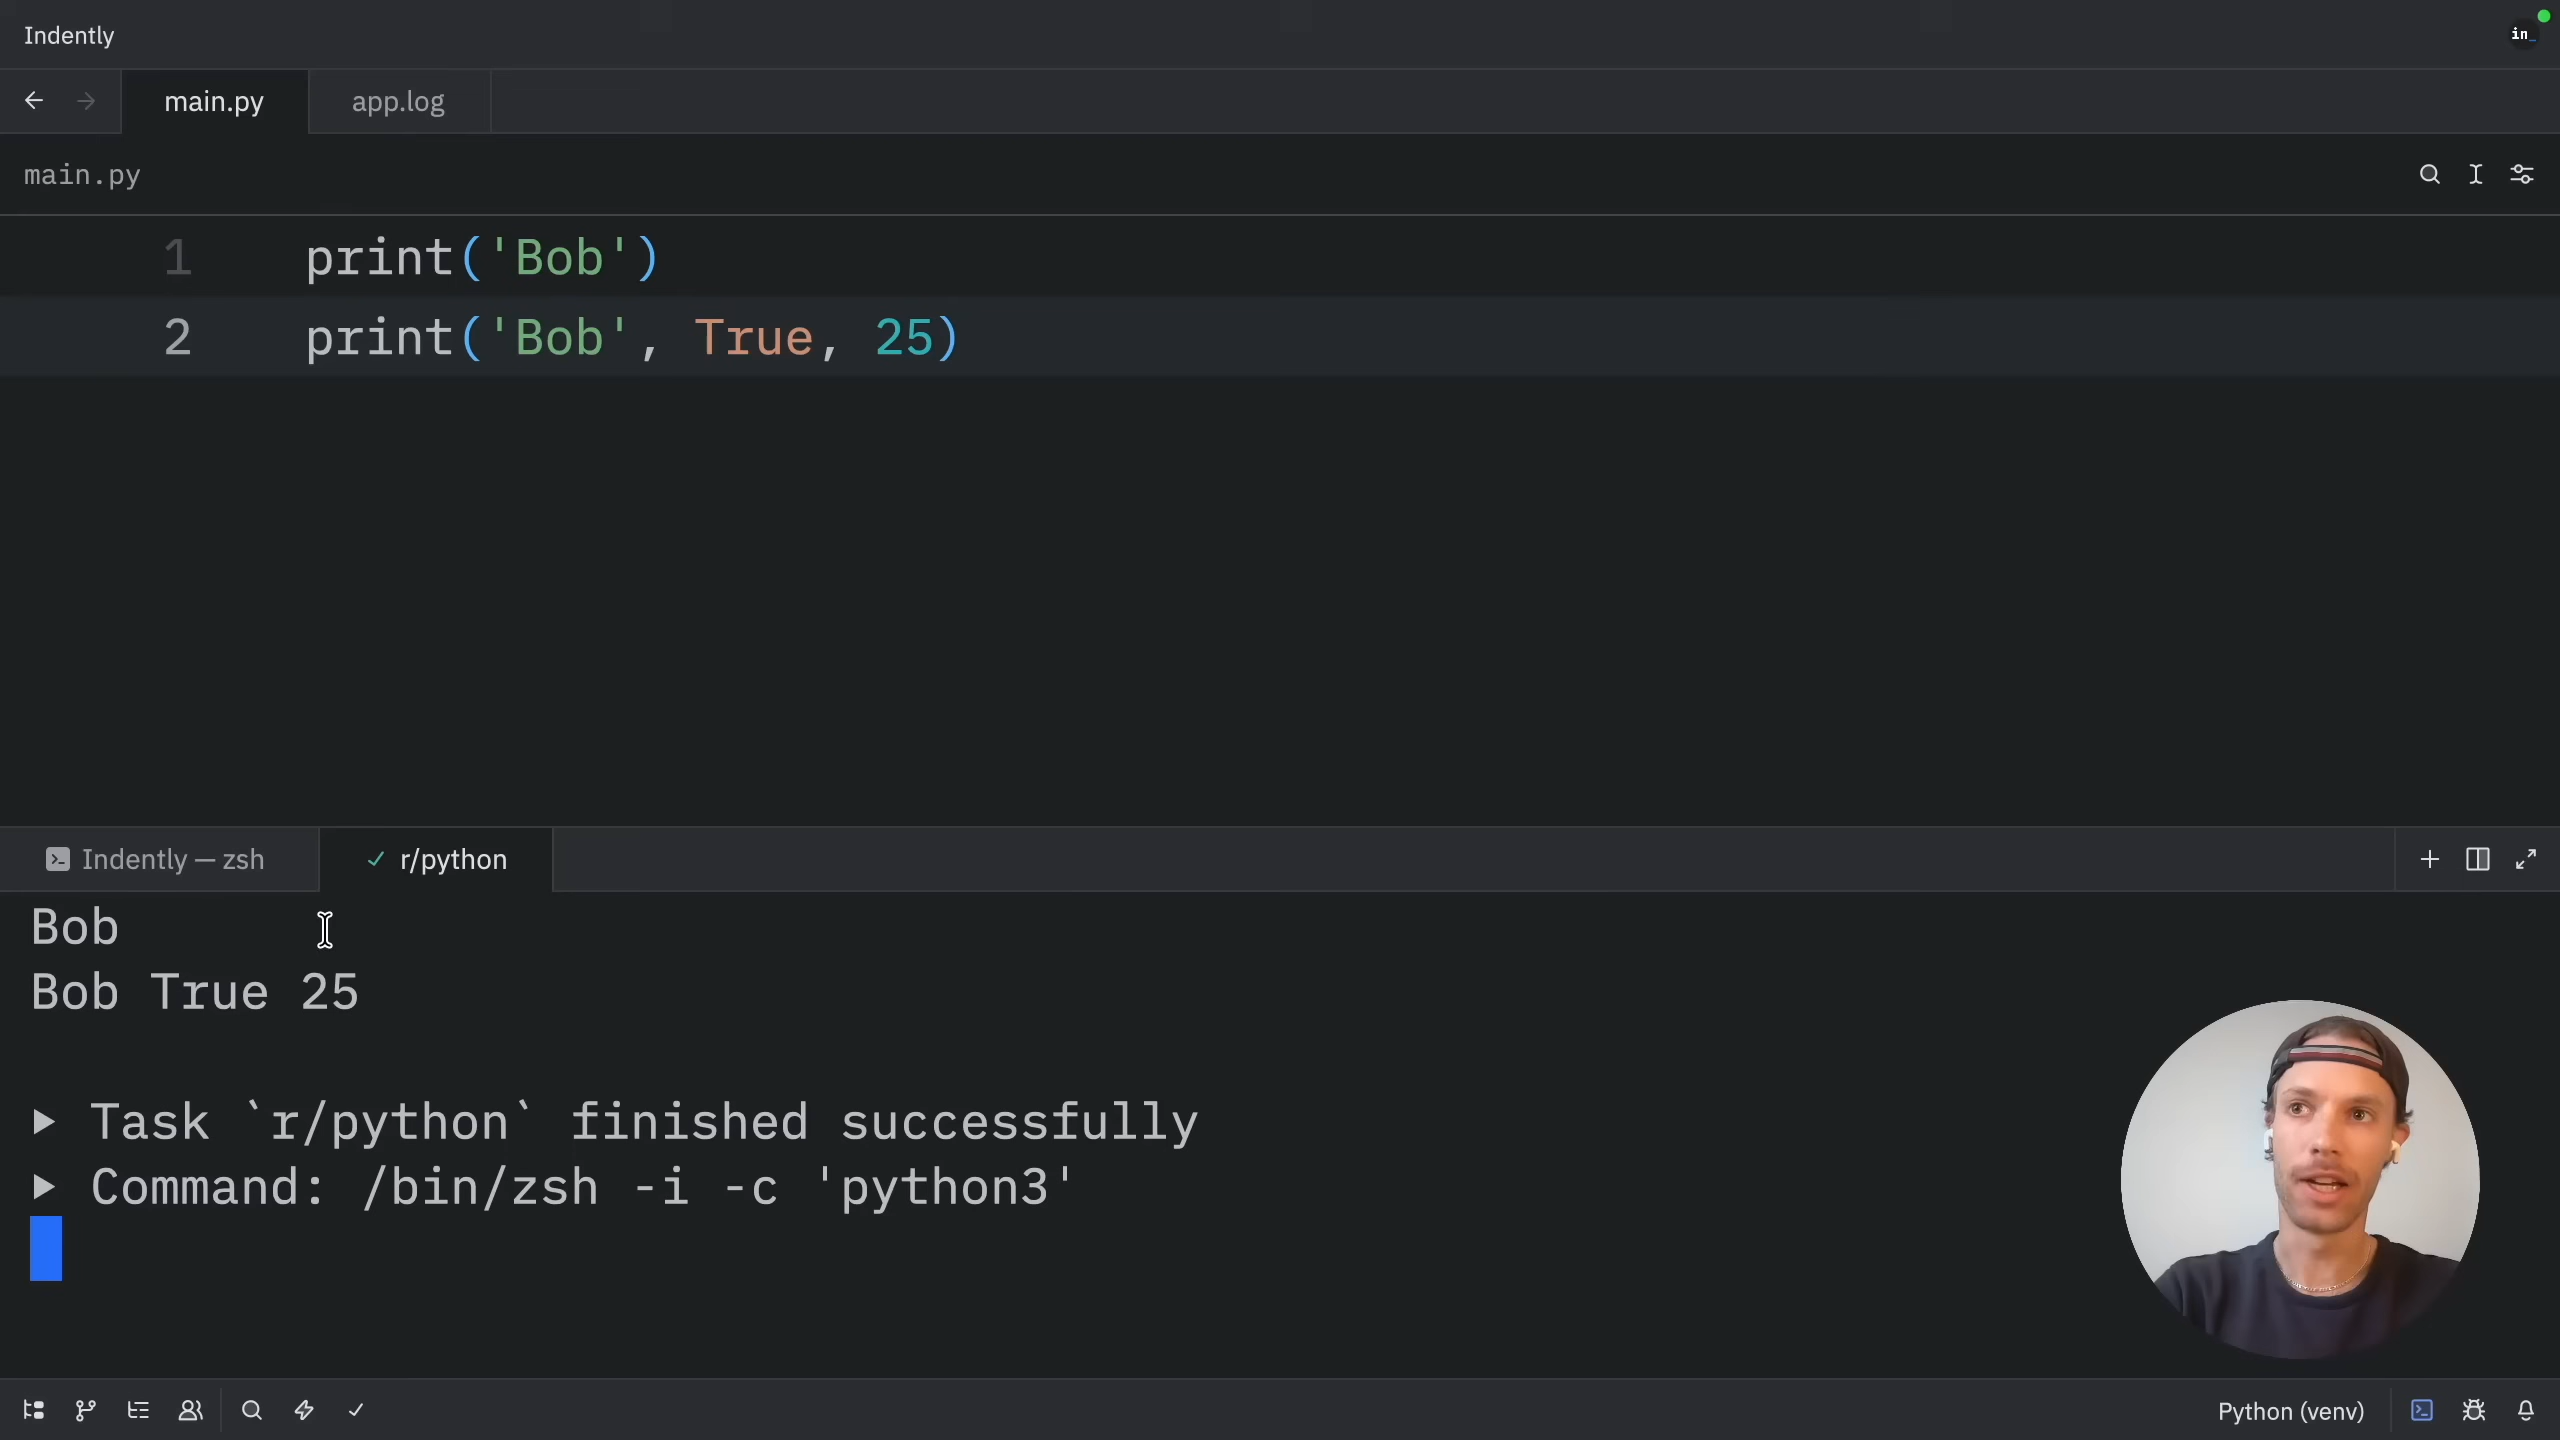 Indently
in_
main.py
app.log
main.py
1 print('Bob')
2 print('Bob', True, 25)
Indently — zsh
r/python
Bob
Bob True 25
Task `r/python` finished successfully
Command: /bin/zsh -i -c 'python3'
Python (venv)